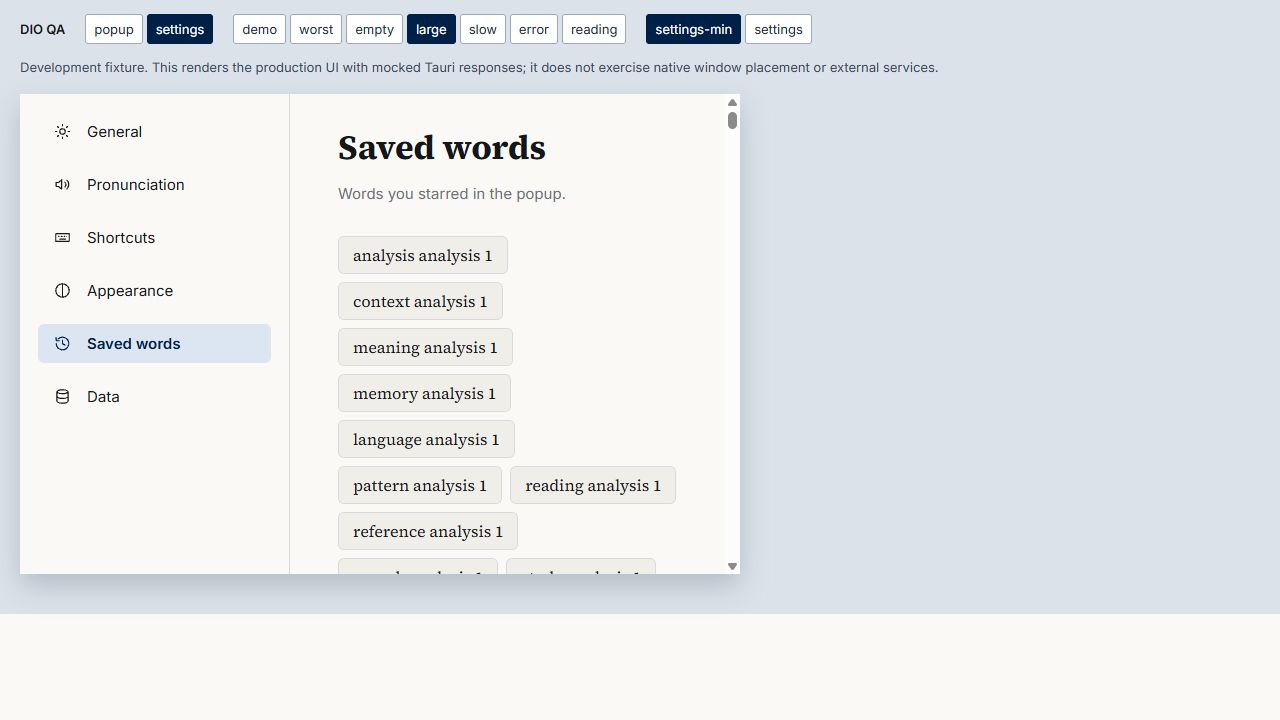 DIO QA popup settings demo worst empty large slow error reading settings-min settings
Development fixture. This renders the production UI with mocked Tauri responses; it does not exercise native window placement or external services.
General
Pronunciation
Shortcuts
Appearance
Saved words
Data
Saved words
Words you starred in the popup.
analysis analysis 1
context analysis 1
meaning analysis 1
memory analysis 1
language analysis 1
pattern analysis 1 reading analysis 1
reference analysis 1